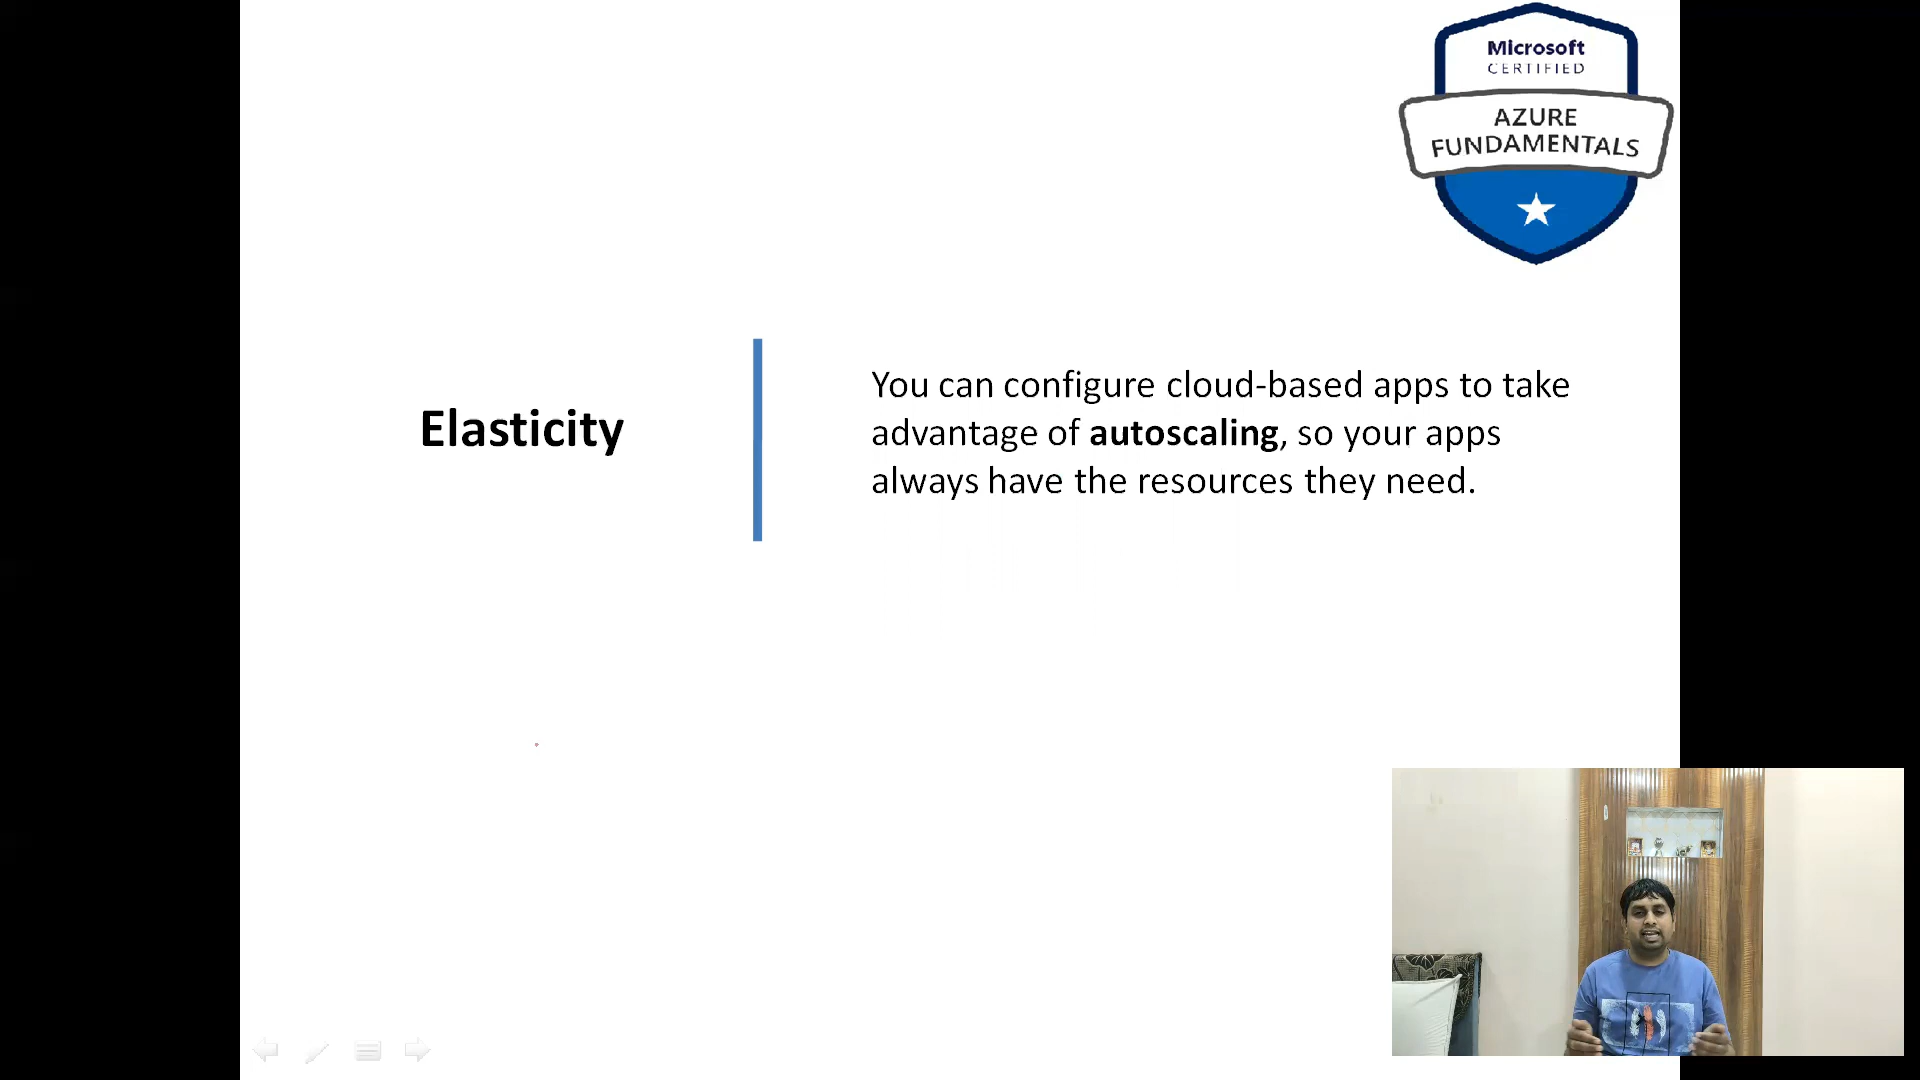 Microsoft
CERTIFIED
AZURE
FUNDAMENTALS
Elasticity
You can configure cloud-based apps to take
advantage of autoscaling, so your apps
always have the resources they need.